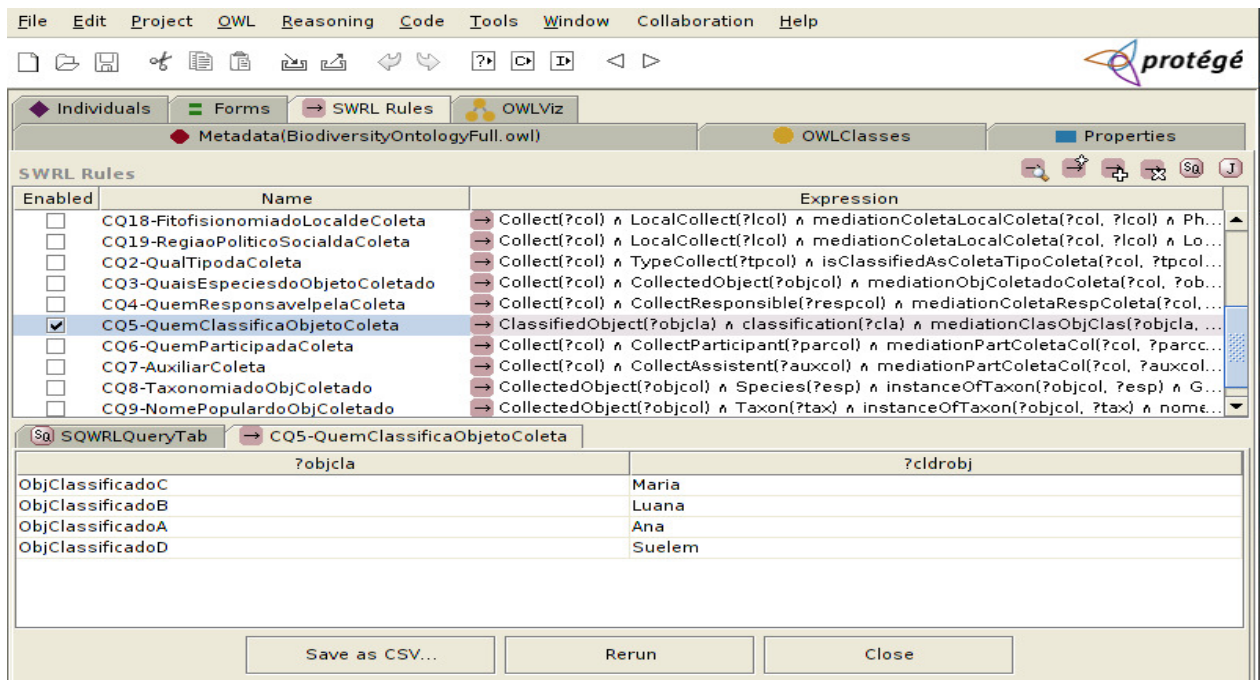 File Edit Project OWL Reasoning Code Tools Window Collaboration Help
protégé
Individuals Forms SWRL Rules OWLViz
Metadata(BiodiversityOntologyFull.owl) OWLClasses Properties
SWRL Rules
Enabled Name Expression
CQ18-FitofisionomiadoLocaldeColeta → Collect(?col) ∧ LocalCollect(?lcol) ∧ mediationColetaLocalColeta(?col, ?lcol) ∧ Ph...
CQ19-RegiaoPoliticoSocialdaColeta → Collect(?col) ∧ LocalCollect(?lcol) ∧ mediationColetaLocalColeta(?col, ?lcol) ∧ Lo...
CQ2-QualTipodaColeta → Collect(?col) ∧ TypeCollect(?tpcol) ∧ isClassifiedAsColetaTipoColeta(?col, ?tpcol...
CQ3-QuaisEspeciesdoObjetoColetado → Collect(?col) ∧ CollectedObject(?objcol) ∧ mediationObjColetadoColeta(?col, ?ob...
CQ4-QuemResponsavelpelaColeta → Collect(?col) ∧ CollectResponsible(?respcol) ∧ mediationColetaRespColeta(?col, ...
CQ5-QuemClassificaObjetoColeta → ClassifiedObject(?objcla) ∧ classification(?cla) ∧ mediationClasObjClas(?objcla, ...
CQ6-QuemParticipadaColeta → Collect(?col) ∧ CollectParticipant(?parcol) ∧ mediationPartColetaCol(?col, ?parcc...
CQ7-AuxiliarColeta → Collect(?col) ∧ CollectAssistent(?auxcol) ∧ mediationPartColetaCol(?col, ?auxcol...
CQ8-TaxonomiadoObjColetado → CollectedObject(?objcol) ∧ Species(?esp) ∧ instanceOfTaxon(?objcol, ?esp) ∧ G...
CQ9-NomePopulardoObjColetado → CollectedObject(?objcol) ∧ Taxon(?tax) ∧ instanceOfTaxon(?objcol, ?tax) ∧ nome...
SQWRLQueryTab → CQ5-QuemClassificaObjetoColeta
?objcla ?cldrobj
ObjClassificadoC Maria
ObjClassificadoB Luana
ObjClassificadoA Ana
ObjClassificadoD Suelem
Save as CSV... Rerun Close